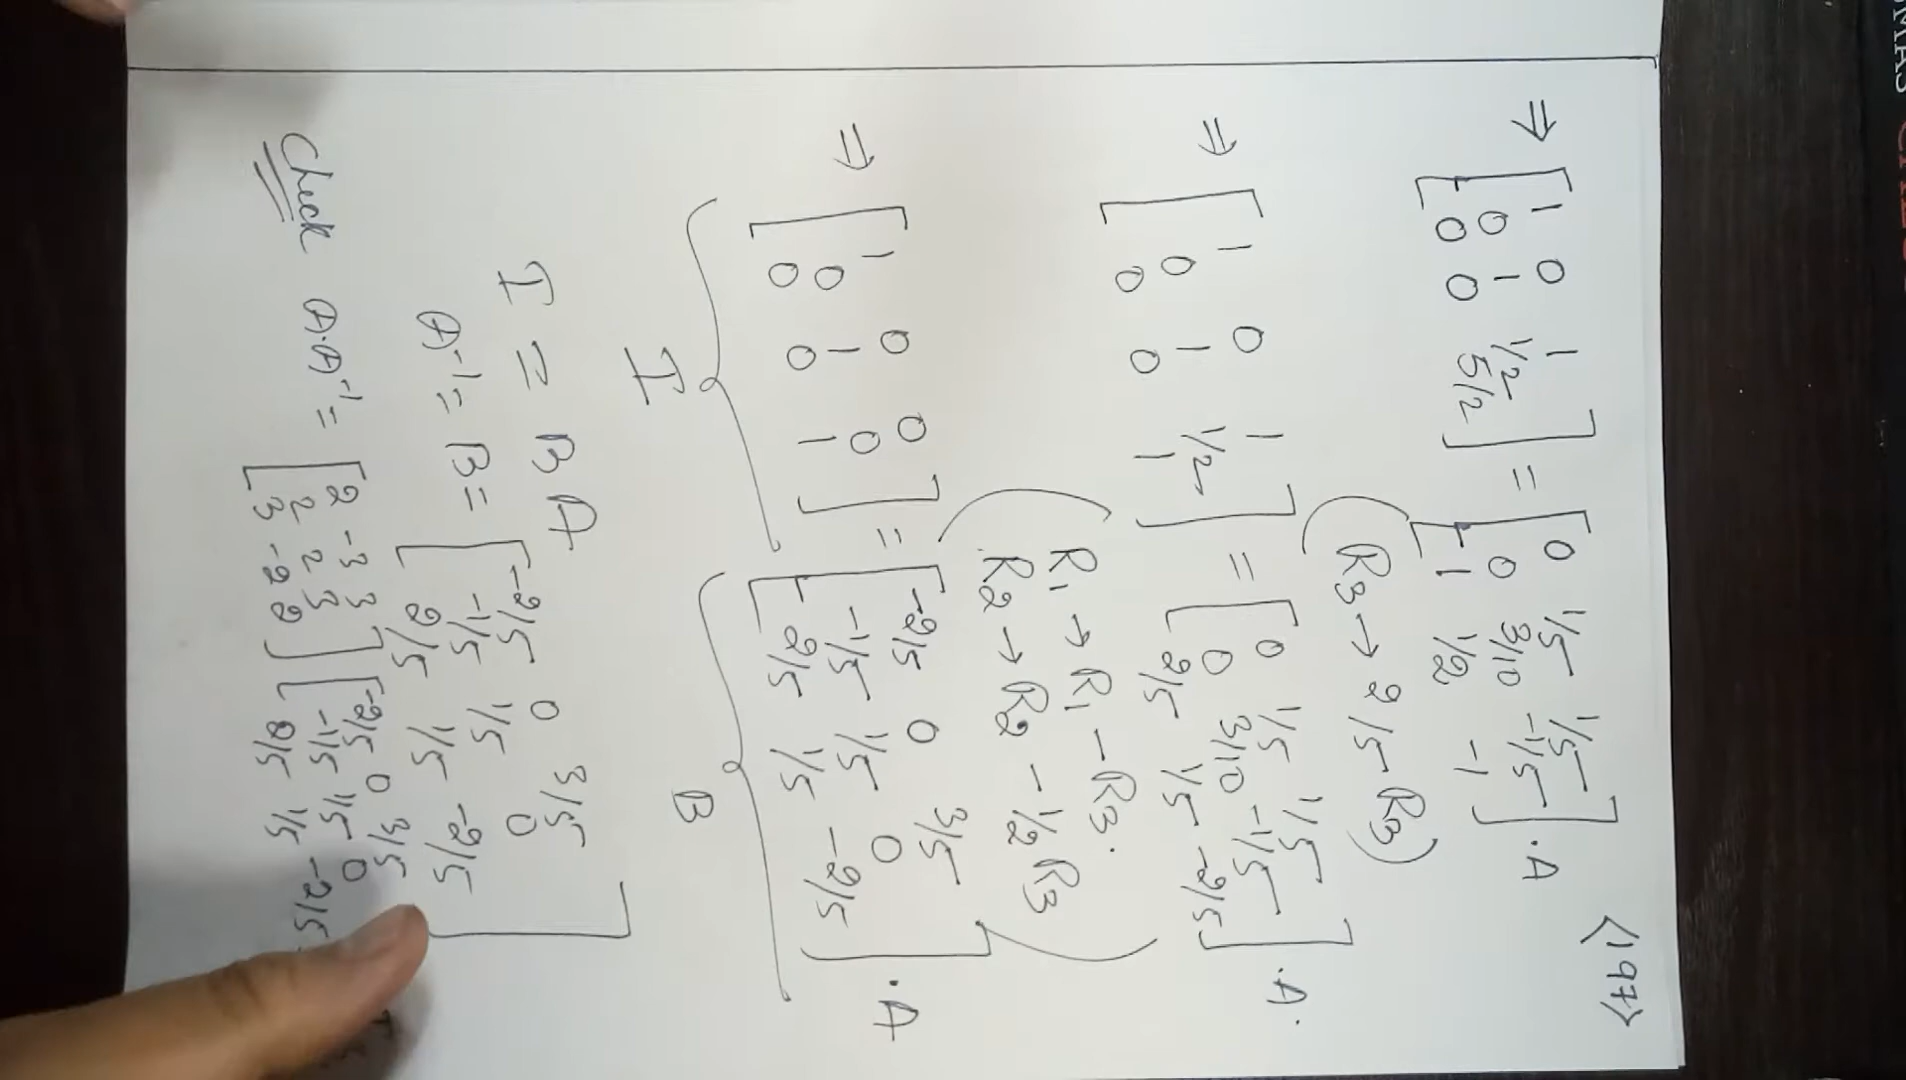 <197>
⇒ [ 1 0 1
0 1 1/2
0 0 5/2 ] = [ 0 1/5 1/5
0 3/10 -1/5
-1 1/2 -1 ] . A
(R3 → 2/5 R3)
⇒ [ 1 0 1
0 1 1/2
0 0 1 ] = [ 0 1/5 1/5
0 3/10 -1/5
2/5 1/5 -2/5 ] . A.
(R1 → R1 - R3.
R2 → R2 - 1/2 R3)
⇒ [ 1 0 0
0 1 0
0 0 1 ] = [ -2/5 0 3/5
-1/5 1/5 0
2/5 1/5 -2/5 ] . A
I B
I = B A
A⁻¹ = B = [ -2/5 0 3/5
-1/5 1/5 0
2/5 1/5 -2/5 ]
Check A.A⁻¹ = [ 2 -3 3
2 2 3
3 -2 2 ] [ -2/5 0 3/5
-1/5 1/5 0
2/5 1/5 -2/5